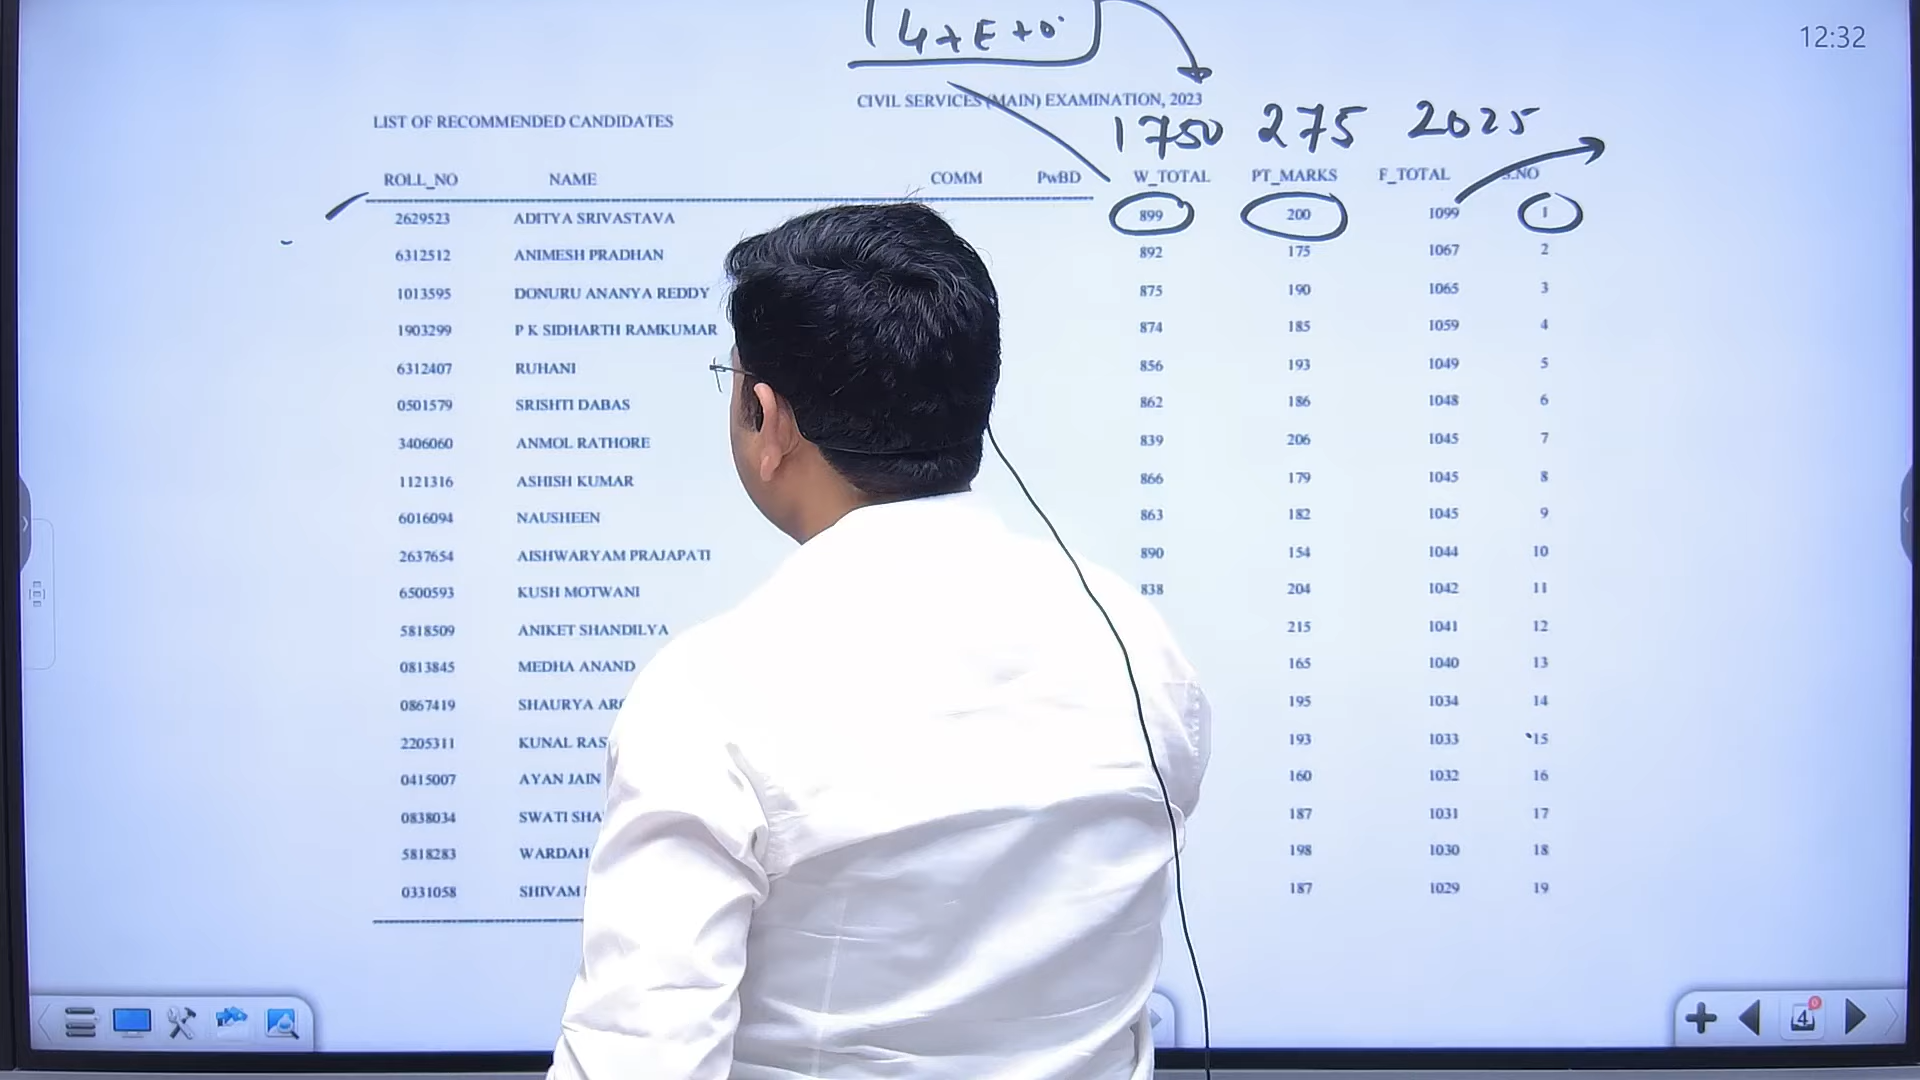 4+E+O
12:32
CIVIL SERVICES (MAIN) EXAMINATION, 2023
LIST OF RECOMMENDED CANDIDATES
1750 275 2025
ROLL_NO NAME COMM PwBD W_TOTAL PT_MARKS F_TOTAL S.NO
2629523 ADITYA SRIVASTAVA 899 200 1099 1
6312512 ANIMESH PRADHAN 892 175 1067 2
1013595 DONURU ANANYA REDDY 875 190 1065 3
1903299 P K SIDHARTH RAMKUMAR 874 185 1059 4
6312407 RUHANI 856 193 1049 5
0501579 SRISHTI DABAS 862 186 1048 6
3406060 ANMOL RATHORE 839 206 1045 7
1121316 ASHISH KUMAR 866 179 1045 8
6016094 NAUSHEEN 863 182 1045 9
2637654 AISHWARYAM PRAJAPATI 890 154 1044 10
6500593 KUSH MOTWANI 838 204 1042 11
5818509 ANIKET SHANDILYA 215 1041 12
0813845 MEDHA ANAND 165 1040 13
0867419 SHAURYA 195 1034 14
2205311 KUNAL 193 1033 15
0415007 AYAN JAIN 160 1032 16
0838034 SWATI 187 1031 17
5818283 WARDAH 198 1030 18
0331058 SHIVAM 187 1029 19
4
0